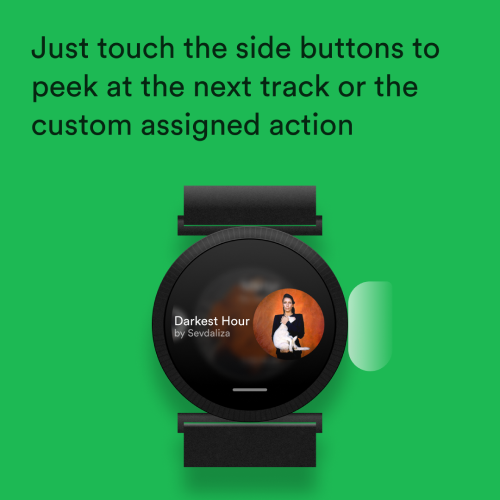 Just touch the side buttons to
peek at the next track or the
custom assigned action
Darkest Hour
by Sevdaliza